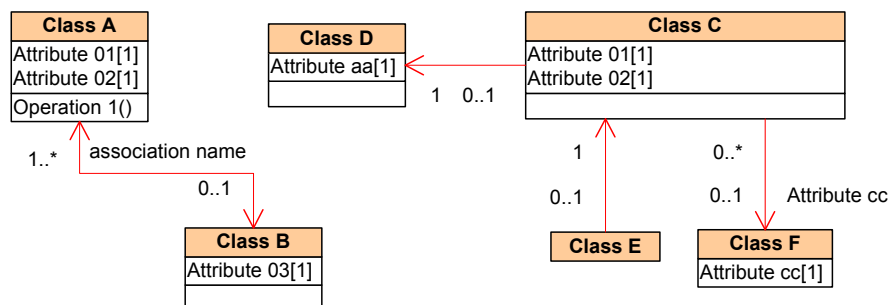 Class A
Attribute 01[1]
Attribute 02[1]
Operation 1()
1..*
association name
0..1
Class B
Attribute 03[1]
Class D
Attribute aa[1]
1
0..1
Class C
Attribute 01[1]
Attribute 02[1]
1
0..1
Class E
0..*
0..1
Attribute cc
Class F
Attribute cc[1]